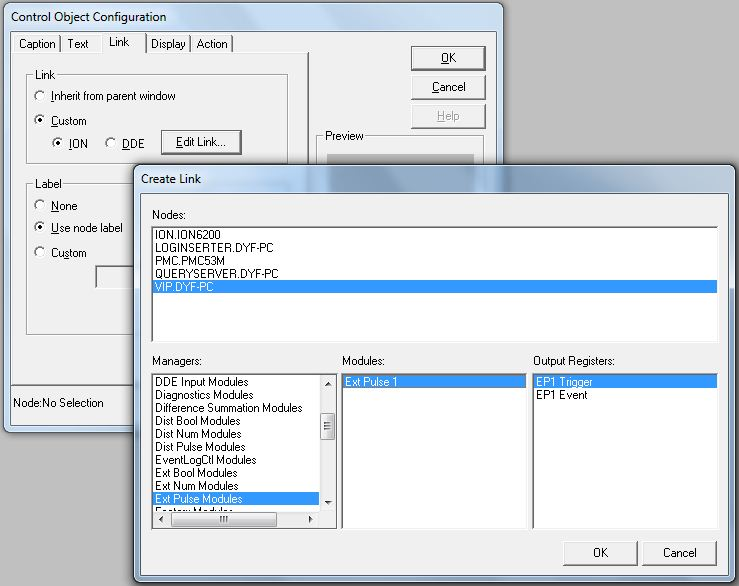 Control Object Configuration
Caption Text Link Display Action
Link
Inherit from parent window
Custom
ION DDE Edit Link...
OK
Cancel
Help
Preview
Label
None
Use node label
Custom
Node:No Selection
Create Link
Nodes:
ION.ION6200
LOGINSERTER.DYF-PC
PMC.PMC53M
QUERYSERVER.DYF-PC
VIP.DYF-PC
Managers:
DDE Input Modules
Diagnostics Modules
Difference Summation Modules
Dist Bool Modules
Dist Num Modules
Dist Pulse Modules
EventLogCtl Modules
Ext Bool Modules
Ext Num Modules
Ext Pulse Modules
Modules:
Ext Pulse 1
Output Registers:
EP1 Trigger
EP1 Event
OK Cancel